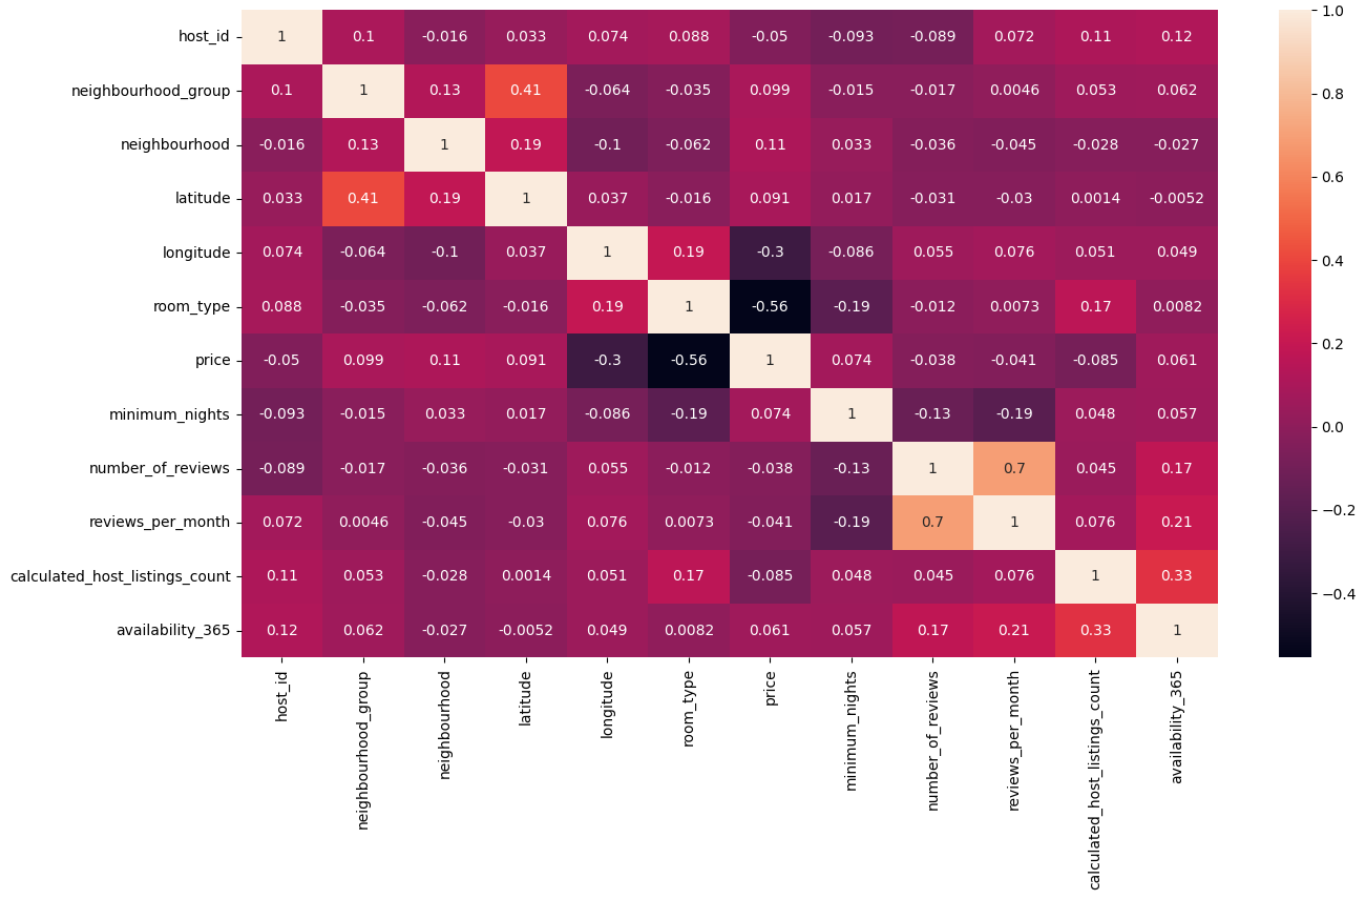 host_id 1 0.1 -0.016 0.033 0.074 0.088 -0.05 -0.093 -0.089 0.072 0.11 0.12
neighbourhood_group 0.1 1 0.13 0.41 -0.064 -0.035 0.099 -0.015 -0.017 0.0046 0.053 0.062
neighbourhood -0.016 0.13 1 0.19 -0.1 -0.062 0.11 0.033 -0.036 -0.045 -0.028 -0.027
latitude 0.033 0.41 0.19 1 0.037 -0.016 0.091 0.017 -0.031 -0.03 0.0014 -0.0052
longitude 0.074 -0.064 -0.1 0.037 1 0.19 -0.3 -0.086 0.055 0.076 0.051 0.049
room_type 0.088 -0.035 -0.062 -0.016 0.19 1 -0.56 -0.19 -0.012 0.0073 0.17 0.0082
price -0.05 0.099 0.11 0.091 -0.3 -0.56 1 0.074 -0.038 -0.041 -0.085 0.061
minimum_nights -0.093 -0.015 0.033 0.017 -0.086 -0.19 0.074 1 -0.13 -0.19 0.048 0.057
number_of_reviews -0.089 -0.017 -0.036 -0.031 0.055 -0.012 -0.038 -0.13 1 0.7 0.045 0.17
reviews_per_month 0.072 0.0046 -0.045 -0.03 0.076 0.0073 -0.041 -0.19 0.7 1 0.076 0.21
calculated_host_listings_count 0.11 0.053 -0.028 0.0014 0.051 0.17 -0.085 0.048 0.045 0.076 1 0.33
availability_365 0.12 0.062 -0.027 -0.0052 0.049 0.0082 0.061 0.057 0.17 0.21 0.33 1
host_id
neighbourhood_group
neighbourhood
latitude
longitude
room_type
price
minimum_nights
number_of_reviews
reviews_per_month
calculated_host_listings_count
availability_365
1.0
0.8
0.6
0.4
0.2
0.0
−0.2
−0.4